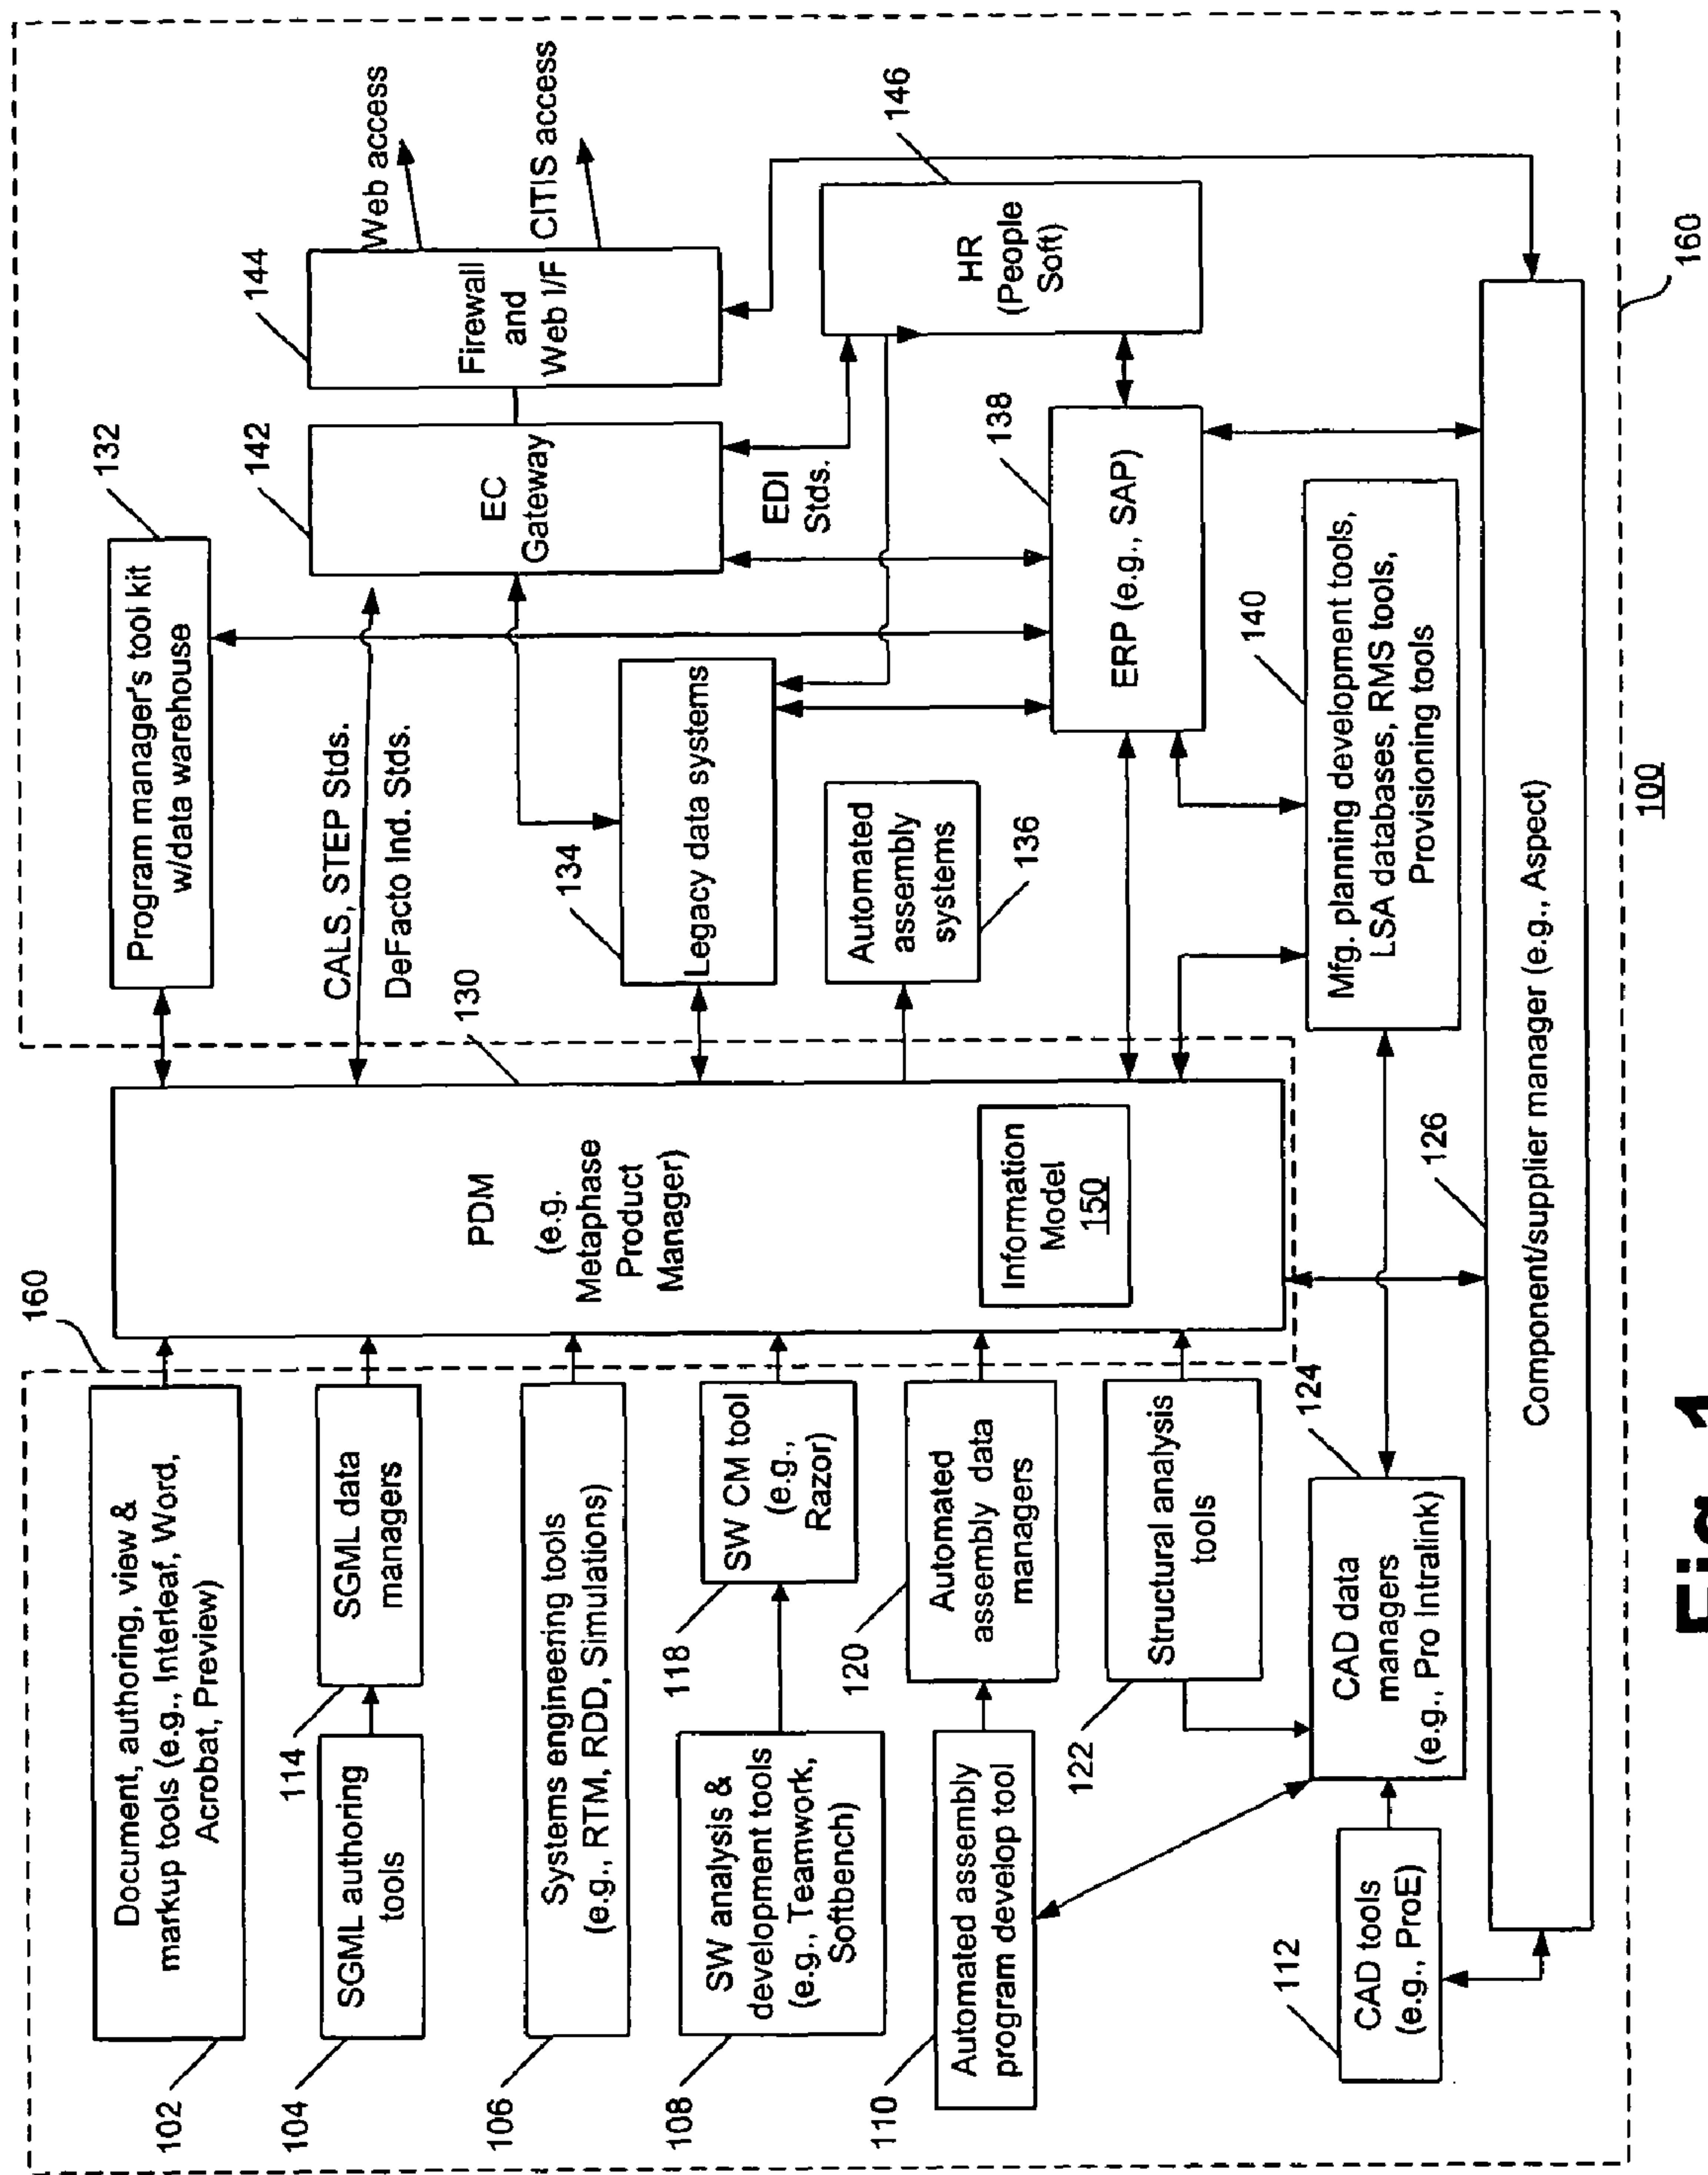 160
102
Document, authoring, view &
markup tools (e.g., Interleaf, Word,
Acrobat, Preview)
104
SGML authoring
tools
114
SGML data
managers
106
Systems engineering tools
(e.g., RTM, RDD, Simulations)
108
SW analysis &
development tools
(e.g., Teamwork,
Softbench)
118
SW CM tool
(e.g.,
Razor)
110
Automated assembly
program develop tool
120
Automated
assembly data
managers
122
Structural analysis
tools
112
CAD tools
(e.g., ProE)
124
CAD data
managers
(e.g., Pro Intralink)
126
Component/supplier manager (e.g., Aspect)
130
PDM
(e.g.
Metaphase
Product
Manager)
Information
Model
150
132
Program manager's tool kit
w/data warehouse
CALS, STEP Stds.
DeFacto Ind. Stds.
134
Legacy data systems
Automated
assembly
systems
136
142
EC
Gateway
144
Firewall
and
Web I/F
Web access
CITIS access
EDI
Stds.
146
HR
(People
Soft)
138
ERP (e.g., SAP)
140
Mfg. planning development tools,
LSA databases, RMS tools,
Provisioning tools
160
100
Fig. 1